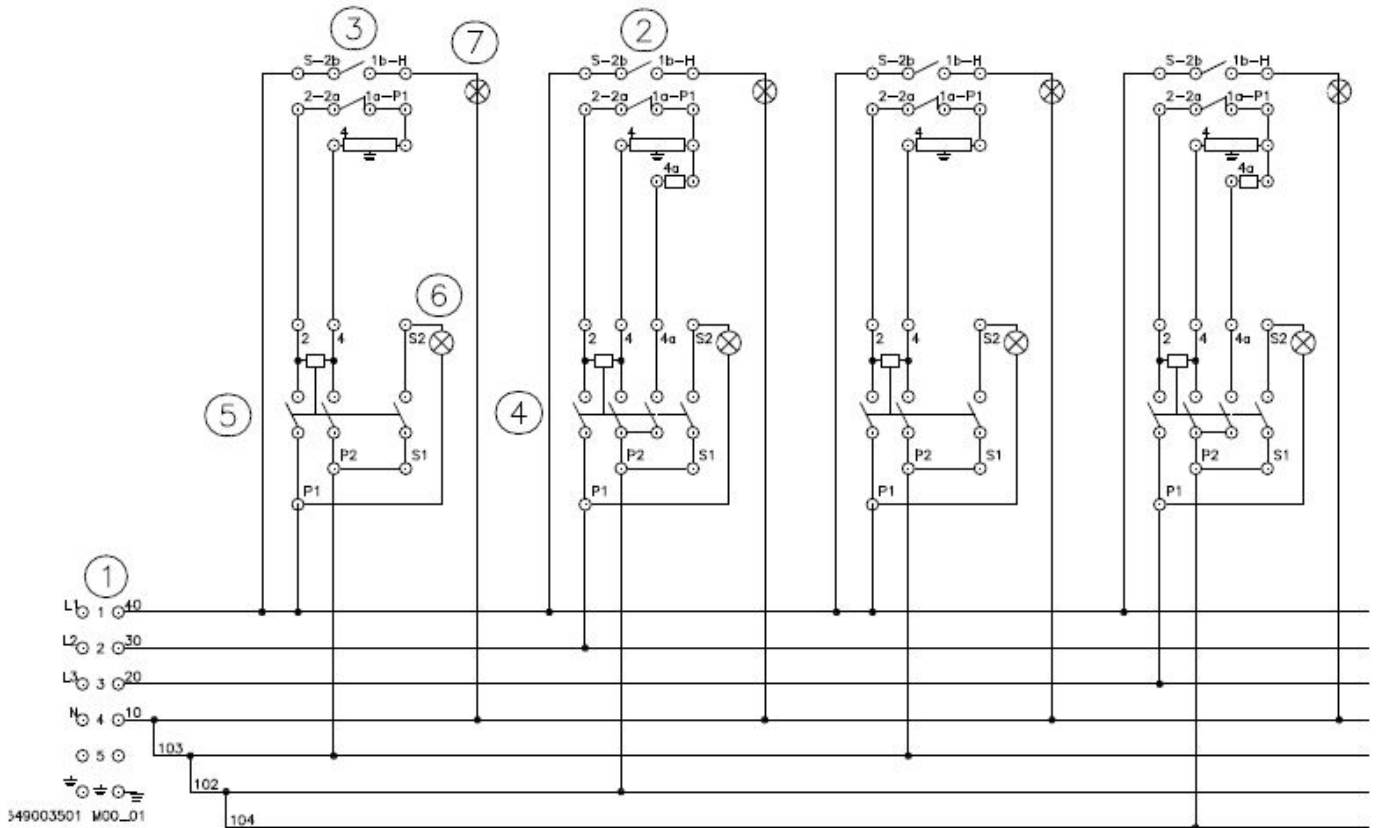 3 7 2
S-2b 1b-H S-2b 1b-H S-2b 1b-H S-2b 1b-H
2-2a 1a-P1 2-2a 1a-P1 2-2a 1a-P1 2-2a 1a-P1
4 4 4 4
4a 4a
6
2 4 S2 2 4 4a S2 2 4 S2 2 4 4a S2
5 4
P2 S1 P2 S1 P2 S1 P2 S1
P1 P1 P1 P1
1
L1 1 40
L2 2 30
L3 3 20
N 4 10
5 103
102
549003501 M00_01
104